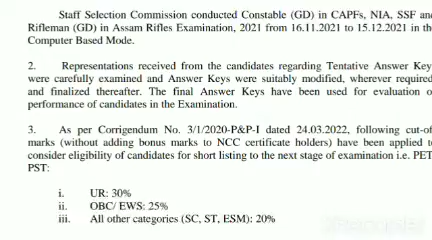 Staff Selection Commission conducted Constable (GD) in CAPFs, NIA, SSF an
Rifleman (GD) in Assam Rifles Examination, 2021 from 16.11.2021 to 15.12.2021 in th
Computer Based Mode.
2. Representations received from the candidates regarding Tentative Answer Key
were carefully examined and Answer Keys were suitably modified, wherever required
and finalized thereafter. The final Answer Keys have been used for evaluation o
performance of candidates in the Examination.
3. As per Corrigendum No. 3/1/2020-P&P-I dated 24.03.2022, following cut-of
marks (without adding bonus marks to NCC certificate holders) have been applied t
consider eligibility of candidates for short listing to the next stage of examination i.e. PET
PST:
i. UR: 30%
ii. OBC/ EWS: 25%
iii. All other categories (SC, ST, ESM): 20%